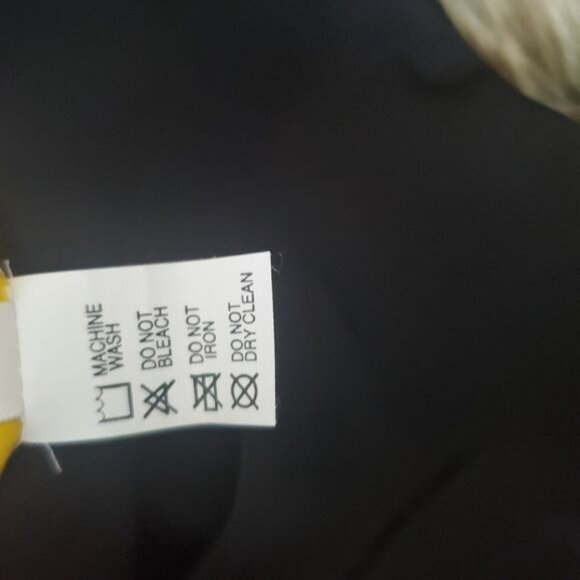 MACHINE
WASH
DO NOT
BLEACH
DO NOT
IRON
DO NOT
DRY CLEAN